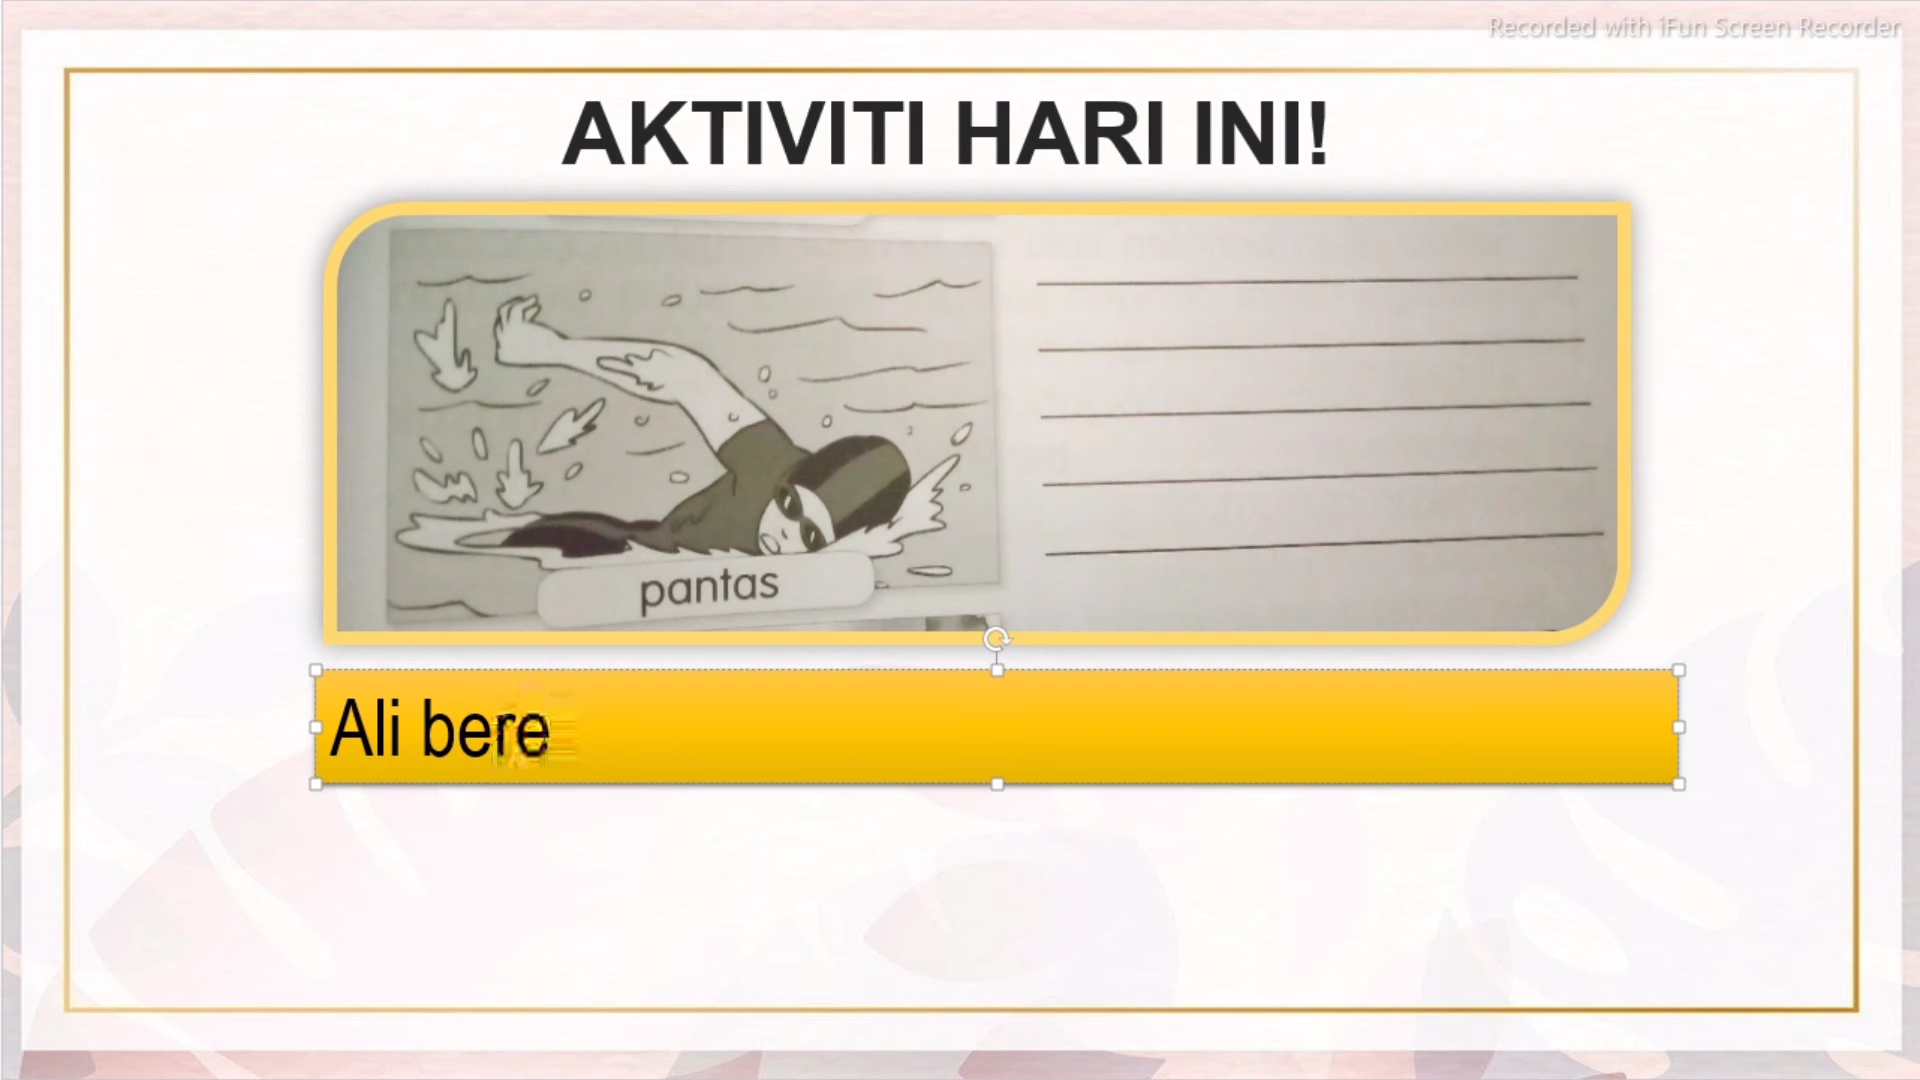 Recorded with iFun Screen Recorder
AKTIVITI HARI INI!
pantas
Ali bere